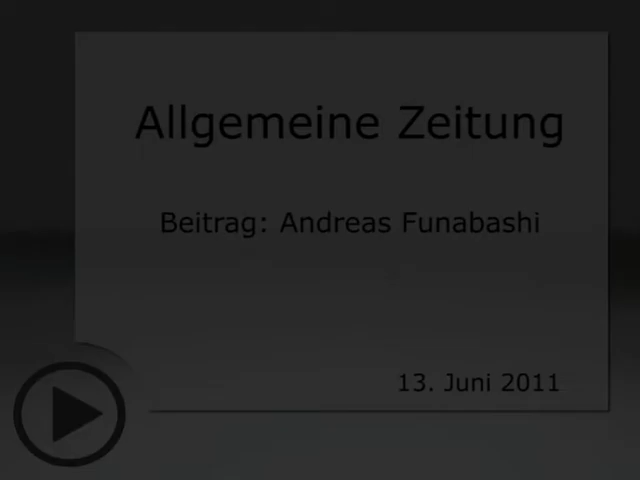 Allgemeine Zeitung
Beitrag: Andreas Funabashi
13. Juni 2011